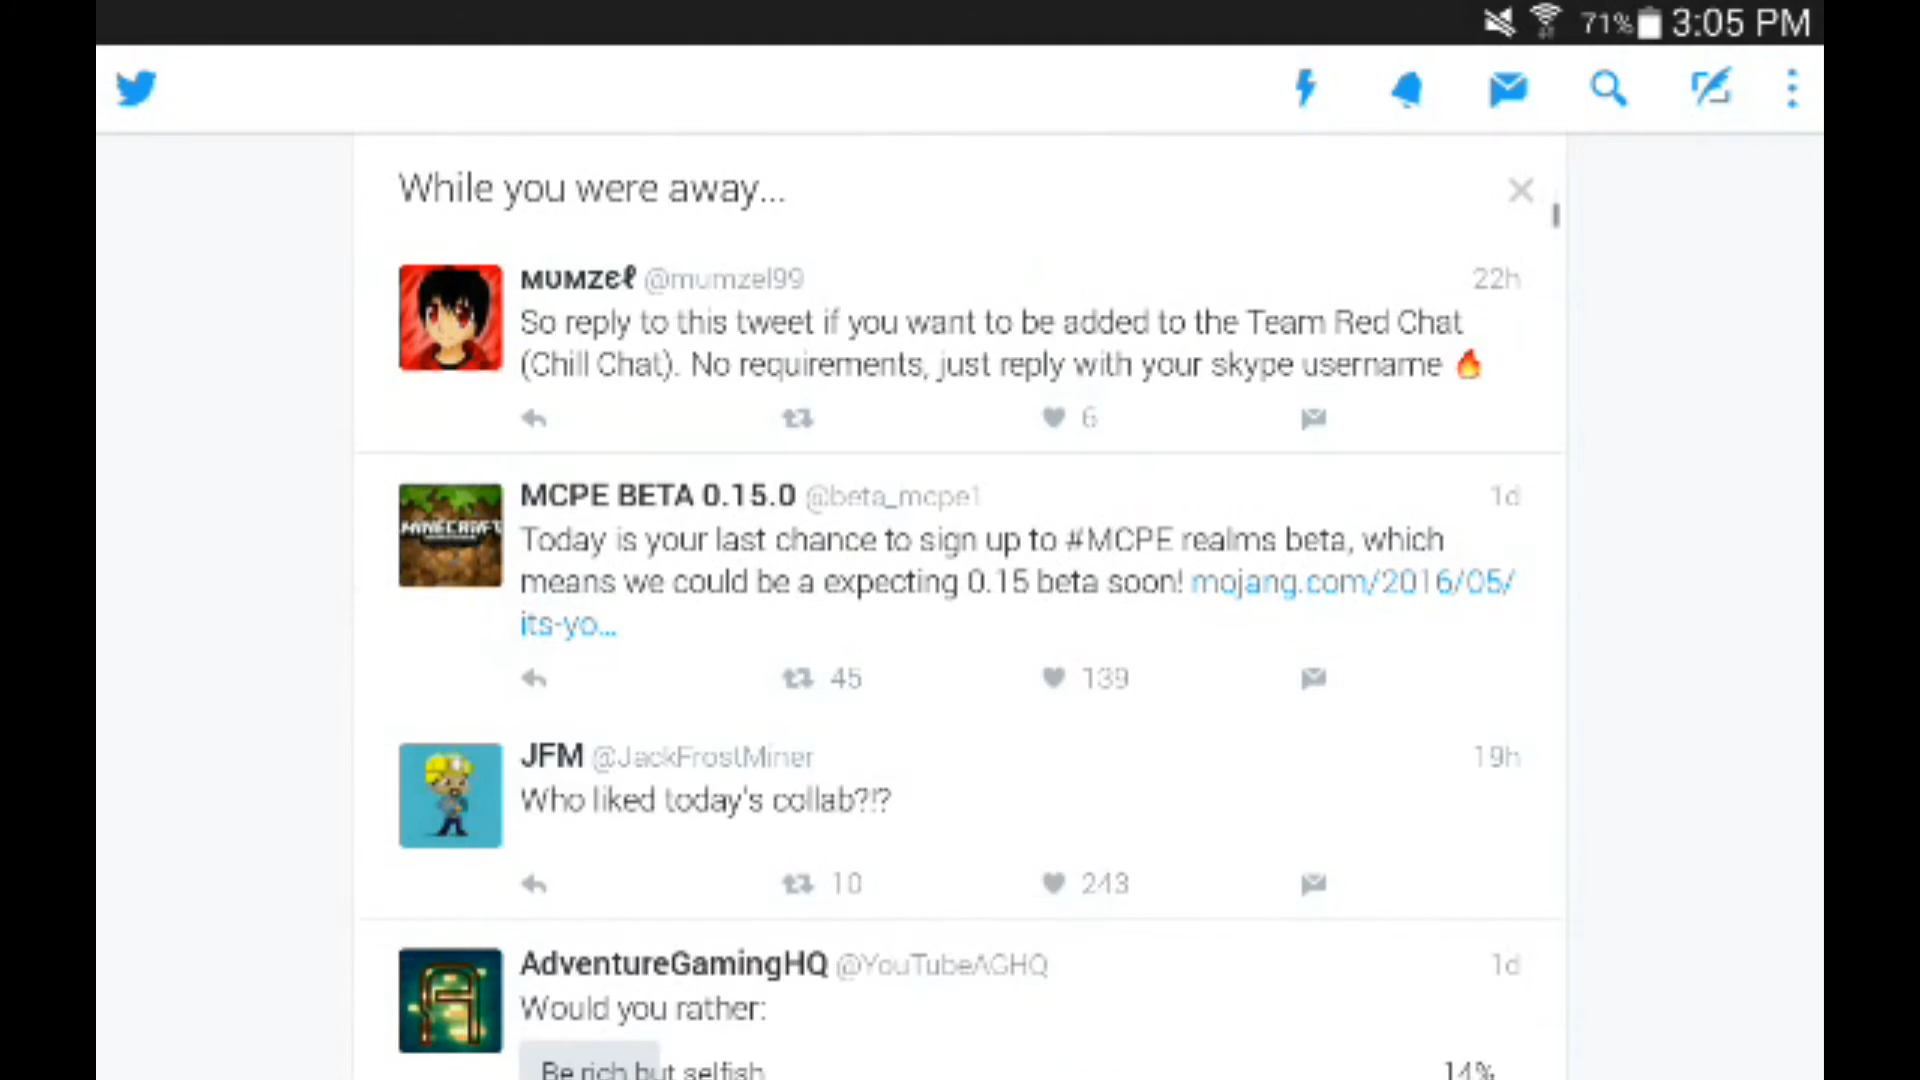 71% 3:05 PM
While you were away...
мυмzεℓ @mumzel99 22h
So reply to this tweet if you want to be added to the Team Red Chat
(Chill Chat). No requirements, just reply with your skype username 🔥
6
MCPE BETA 0.15.0 @beta_mcpe1 1d
MINECRAFT
Today is your last chance to sign up to #MCPE realms beta, which
means we could be a expecting 0.15 beta soon! mojang.com/2016/05/
its-yo...
45 139
JFM @JackFrostMiner 19h
Who liked today's collab?!?
10 243
AdventureGamingHQ @YouTubeAGHQ 1d
Would you rather:
Be rich but selfish 14%